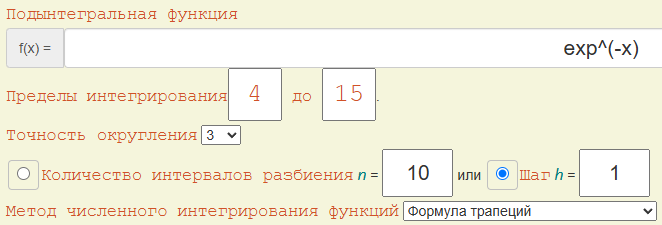 Подынтегральная функция
f(x) = exp^(-x)
Пределы интегрирования 4 до 15.
Точность округления 3
Количество интервалов разбиения n = 10 или Шаг h = 1
Метод численного интегрирования функций Формула трапеций